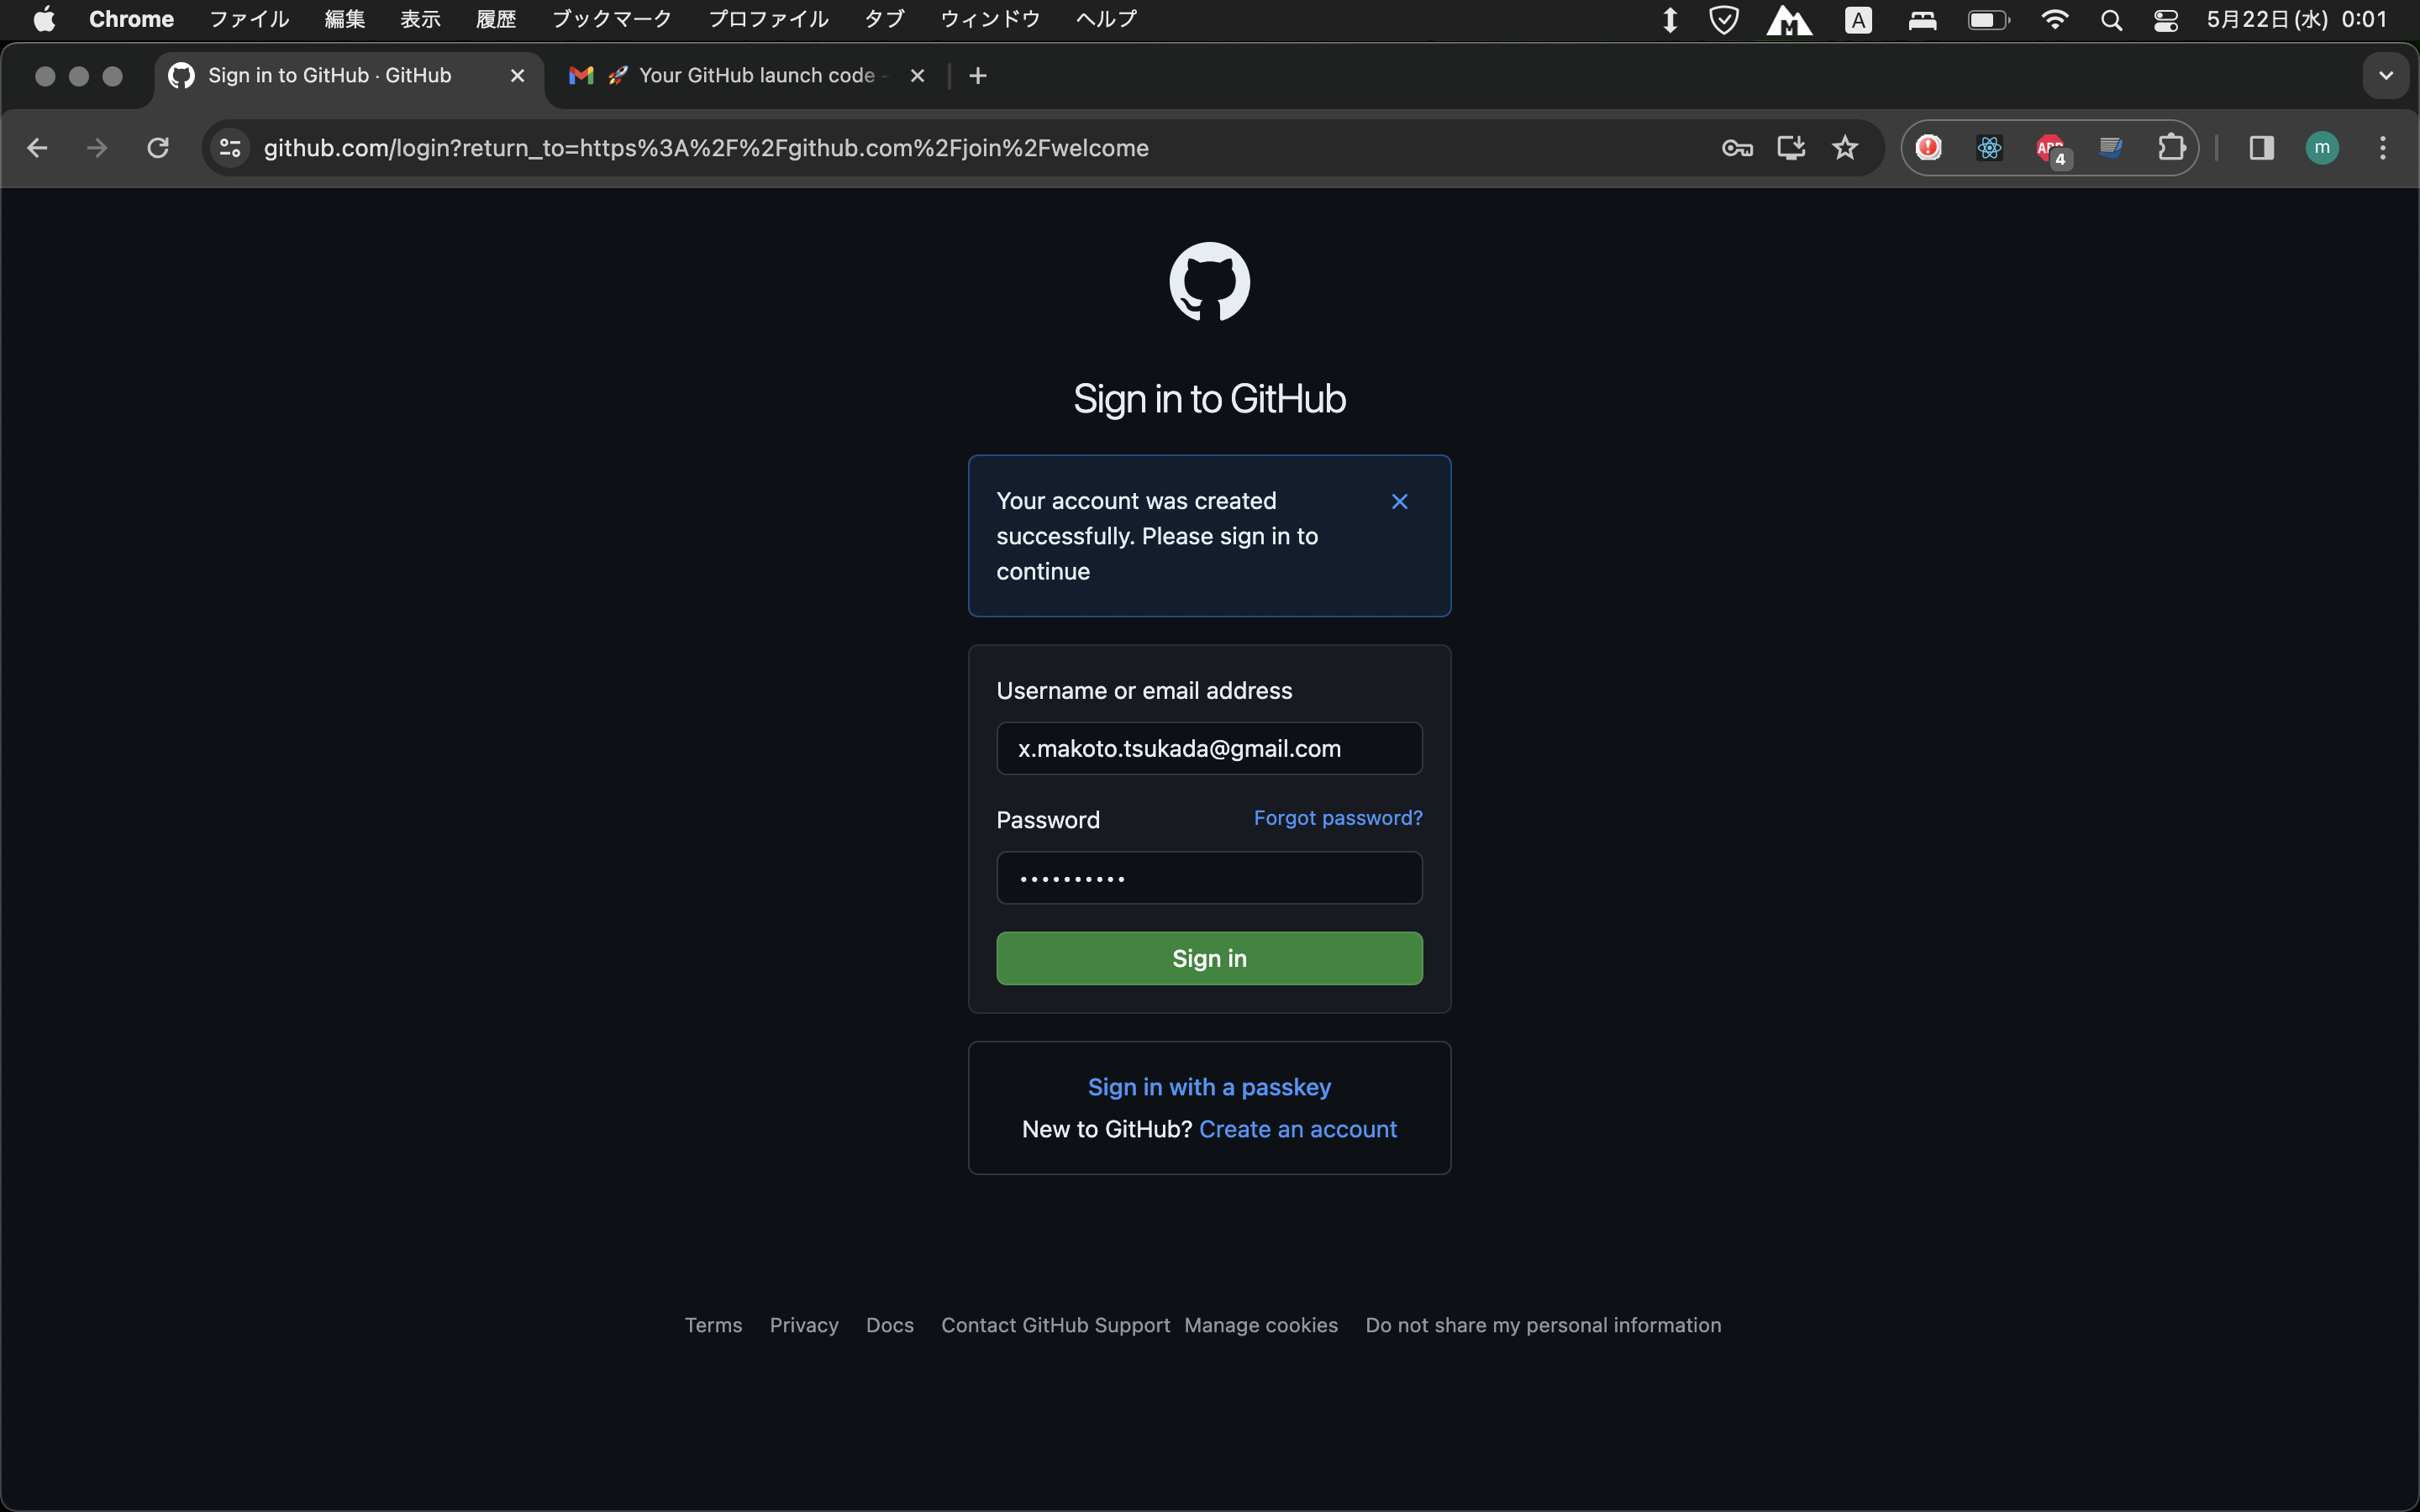 Chrome ファイル 編集 表示 履歴 ブックマーク プロファイル タブ ウィンドウ ヘルプ A 5月22日(水) 0:01
Sign in to GitHub · GitHub 🚀 Your GitHub launch code -
github.com/login?return_to=https%3A%2F%2Fgithub.com%2Fjoin%2Fwelcome ABP 4 m
Sign in to GitHub
Your account was created
successfully. Please sign in to
continue
Username or email address
x.makoto.tsukada@gmail.com
Password Forgot password?
••••••••••
Sign in
Sign in with a passkey
New to GitHub? Create an account
Terms Privacy Docs Contact GitHub Support Manage cookies Do not share my personal information